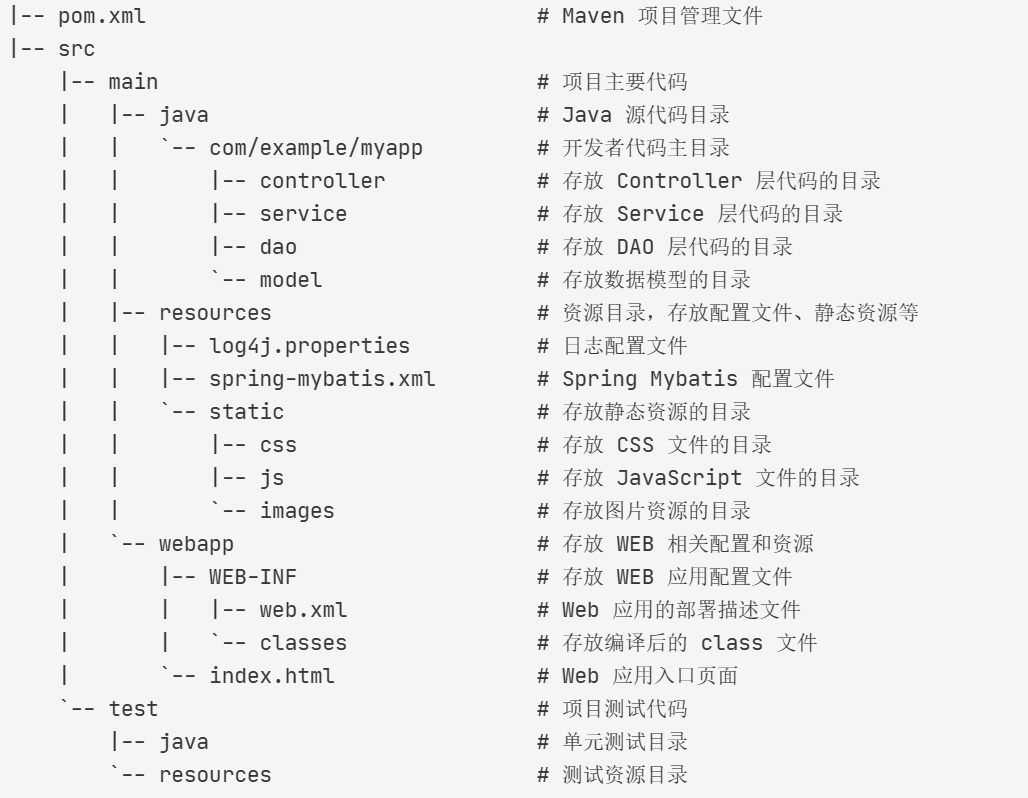 |-- pom.xml                               # Maven 项目管理文件
|-- src
    |-- main                              # 项目主要代码
    |   |-- java                          # Java 源代码目录
    |   |   `-- com/example/myapp         # 开发者代码主目录
    |   |       |-- controller            # 存放 Controller 层代码的目录
    |   |       |-- service               # 存放 Service 层代码的目录
    |   |       |-- dao                   # 存放 DAO 层代码的目录
    |   |       `-- model                 # 存放数据模型的目录
    |   |-- resources                     # 资源目录，存放配置文件、静态资源等
    |   |   |-- log4j.properties          # 日志配置文件
    |   |   |-- spring-mybatis.xml        # Spring Mybatis 配置文件
    |   |   `-- static                    # 存放静态资源的目录
    |   |       |-- css                   # 存放 CSS 文件的目录
    |   |       |-- js                    # 存放 JavaScript 文件的目录
    |   |       `-- images                # 存放图片资源的目录
    |   `-- webapp                        # 存放 WEB 相关配置和资源
    |       |-- WEB-INF                   # 存放 WEB 应用配置文件
    |       |   |-- web.xml               # Web 应用的部署描述文件
    |       |   `-- classes               # 存放编译后的 class 文件
    |       `-- index.html                # Web 应用入口页面
    `-- test                              # 项目测试代码
        |-- java                          # 单元测试目录
        `-- resources                     # 测试资源目录